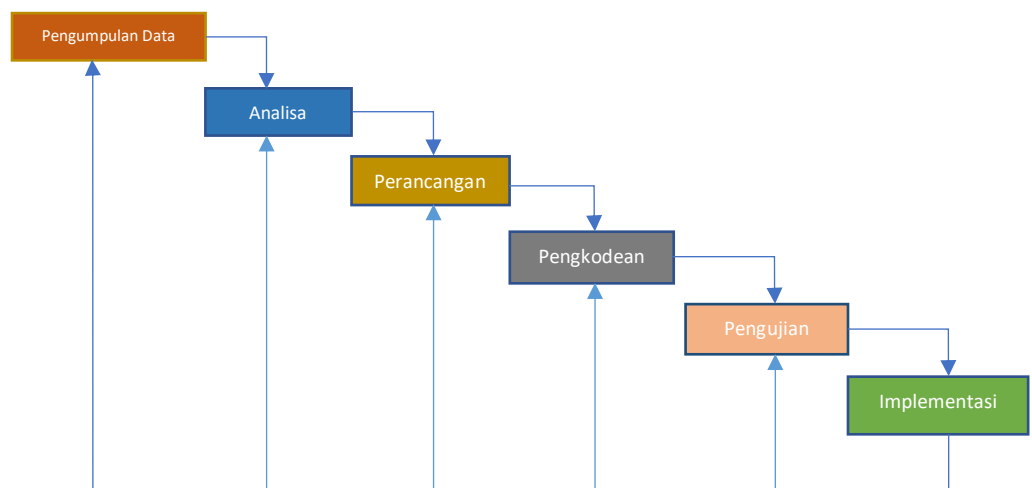 Pengumpulan Data
Analisa
Perancangan
Pengkodean
Pengujian
Implementasi